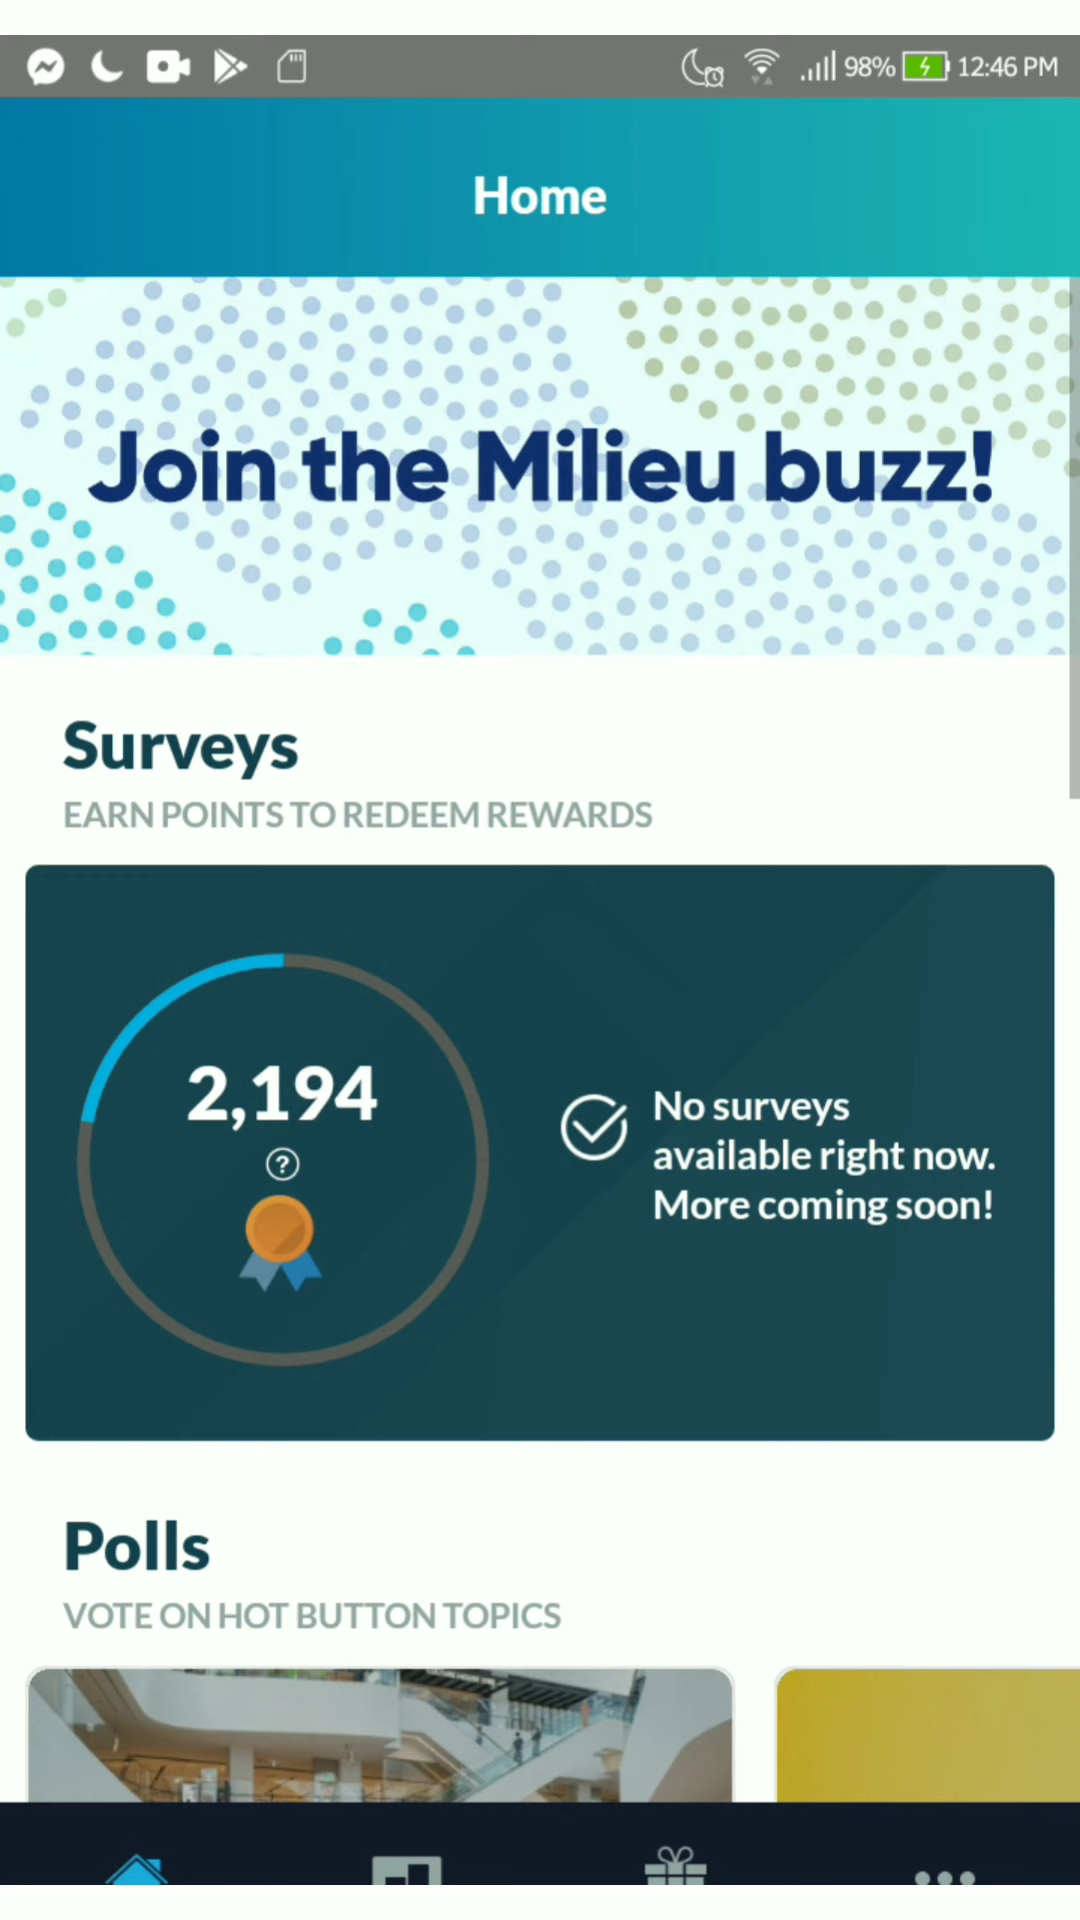 98% 12:46 PM
Home
Join the Milieu buzz!
Surveys
EARN POINTS TO REDEEM REWARDS
2,194
?
No surveys
available right now.
More coming soon!
Polls
VOTE ON HOT BUTTON TOPICS